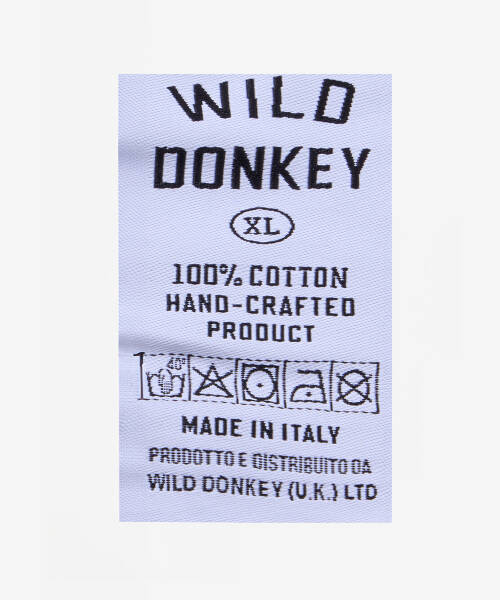 WILD
DONKEY
XL
100% COTTON
HAND-CRAFTED
PRODUCT
40°
MADE IN ITALY
PRODOTTO E DISTRIBUITO DA
WILD DONKEY (U.K.) LTD